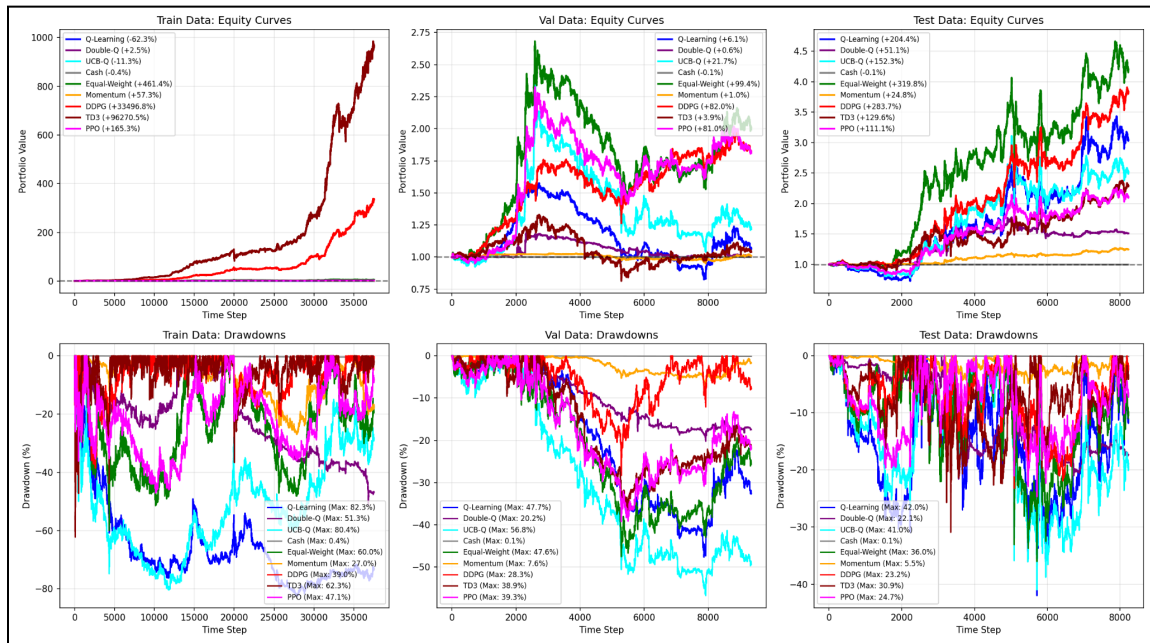 Train Data: Equity Curves
Portfolio Value
1000
800
600
400
200
0
Q-Learning (-62.3%)
Double-Q (+2.5%)
UCB-Q (-11.3%)
Cash (-0.4%)
Equal-Weight (+461.4%)
Momentum (+57.3%)
DDPG (+33496.8%)
TD3 (+96270.5%)
PPO (+165.3%)
0 5000 10000 15000 20000 25000 30000 35000
Time Step
Val Data: Equity Curves
Portfolio Value
2.75
2.50
2.25
2.00
1.75
1.50
1.25
1.00
0.75
Q-Learning (+6.1%)
Double-Q (+0.6%)
UCB-Q (+21.7%)
Cash (-0.1%)
Equal-Weight (+99.4%)
Momentum (+1.0%)
DDPG (+82.0%)
TD3 (+3.9%)
PPO (+81.0%)
0 2000 4000 6000 8000
Time Step
Test Data: Equity Curves
Portfolio Value
4.5
4.0
3.5
3.0
2.5
2.0
1.5
1.0
Q-Learning (+204.4%)
Double-Q (+51.1%)
UCB-Q (+152.3%)
Cash (-0.1%)
Equal-Weight (+319.8%)
Momentum (+24.8%)
DDPG (+283.7%)
TD3 (+129.6%)
PPO (+111.1%)
0 2000 4000 6000 8000
Time Step
Train Data: Drawdowns
Drawdown (%)
0
−20
−40
−60
−80
Q-Learning (Max: 82.3%)
Double-Q (Max: 51.3%)
UCB-Q (Max: 80.4%)
Cash (Max: 0.4%)
Equal-Weight (Max: 60.0%)
Momentum (Max: 27.0%)
DDPG (Max: 39.0%)
TD3 (Max: 62.3%)
PPO (Max: 47.1%)
0 5000 10000 15000 20000 25000 30000 35000
Time Step
Val Data: Drawdowns
Drawdown (%)
0
−10
−20
−30
−40
−50
Q-Learning (Max: 47.7%)
Double-Q (Max: 20.2%)
UCB-Q (Max: 56.8%)
Cash (Max: 0.1%)
Equal-Weight (Max: 47.6%)
Momentum (Max: 7.6%)
DDPG (Max: 28.3%)
TD3 (Max: 38.9%)
PPO (Max: 39.3%)
0 2000 4000 6000 8000
Time Step
Test Data: Drawdowns
Drawdown (%)
0
−10
−20
−30
−40
Q-Learning (Max: 42.0%)
Double-Q (Max: 22.1%)
UCB-Q (Max: 41.0%)
Cash (Max: 0.1%)
Equal-Weight (Max: 36.0%)
Momentum (Max: 5.5%)
DDPG (Max: 23.2%)
TD3 (Max: 30.9%)
PPO (Max: 24.7%)
0 2000 4000 6000 8000
Time Step